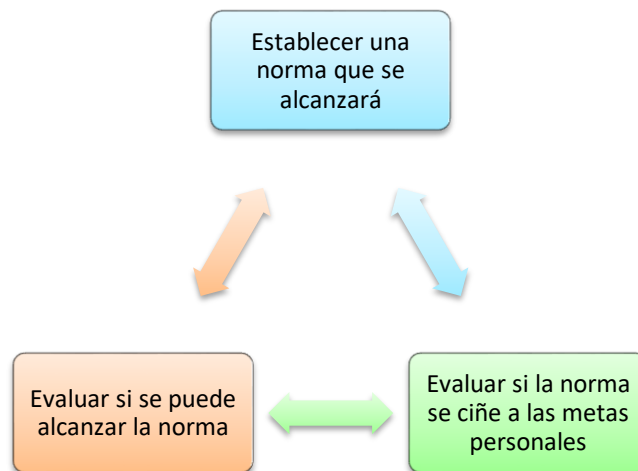 Establecer una
norma que se
alcanzará
Evaluar si se puede
alcanzar la norma
Evaluar si la norma
se ciñe a las metas
personales